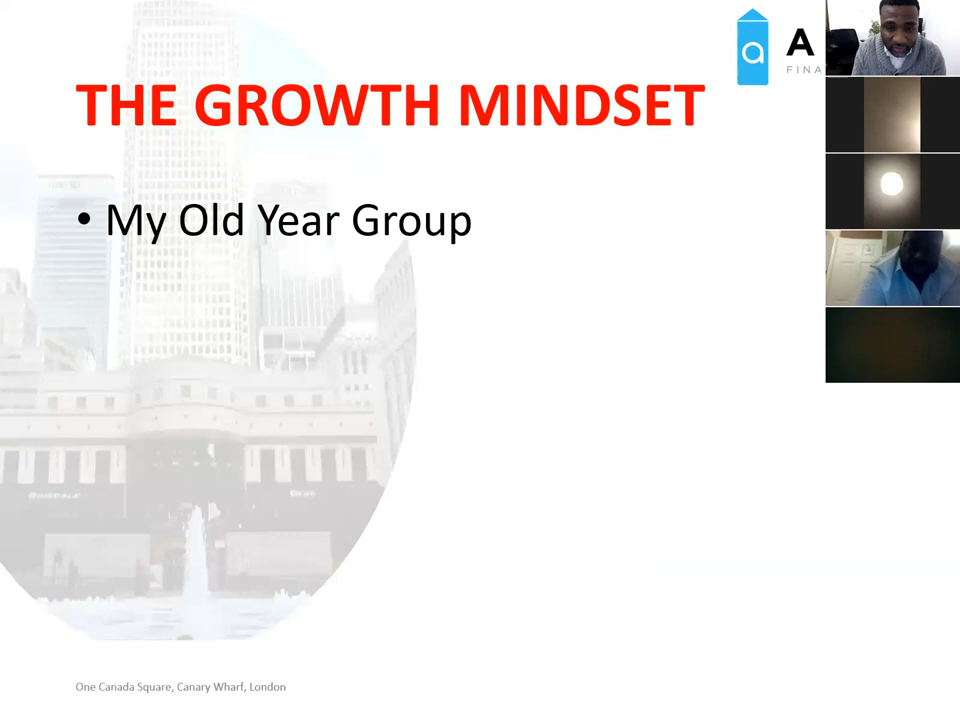 THE GROWTH MINDSET
• My Old Year Group
a
A
FINA
One Canada Square, Canary Wharf, London